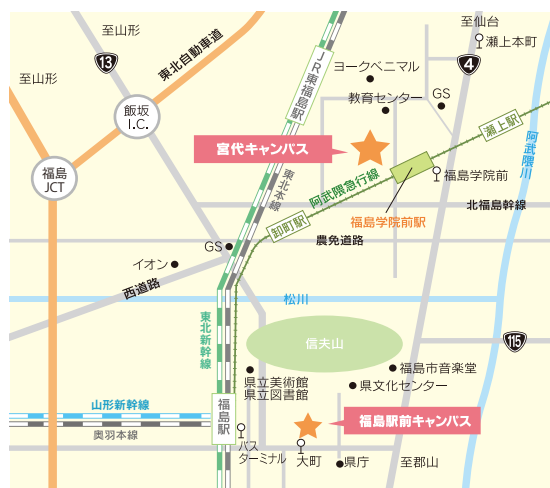 至仙台
至山形
瀬上本町
13
東北自動車道
JR東福島駅
4
ヨークベニマル
至山形
教育センター
GS
飯坂
I.C.
瀬上駅
宮代キャンパス
阿武隈川
福島
JCT
東北本線
阿武隈急行線
福島学院前
北福島幹線
福島学院前駅
卸町駅
農免道路
GS
イオン
西道路
松川
東北新幹線
信夫山
115
福島市音楽堂
県立美術館
県立図書館
県文化センター
山形新幹線
福島駅
福島駅前キャンパス
奥羽本線
バス
ターミナル
大町
県庁
至郡山